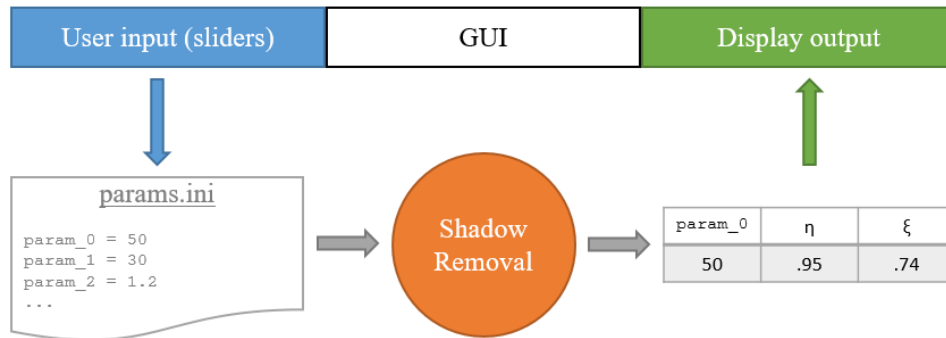 User input (sliders)
GUI
Display output
params.ini
param_0 = 50
param_1 = 30
param_2 = 1.2
...
Shadow
Removal
param_0 η ξ
50 .95 .74